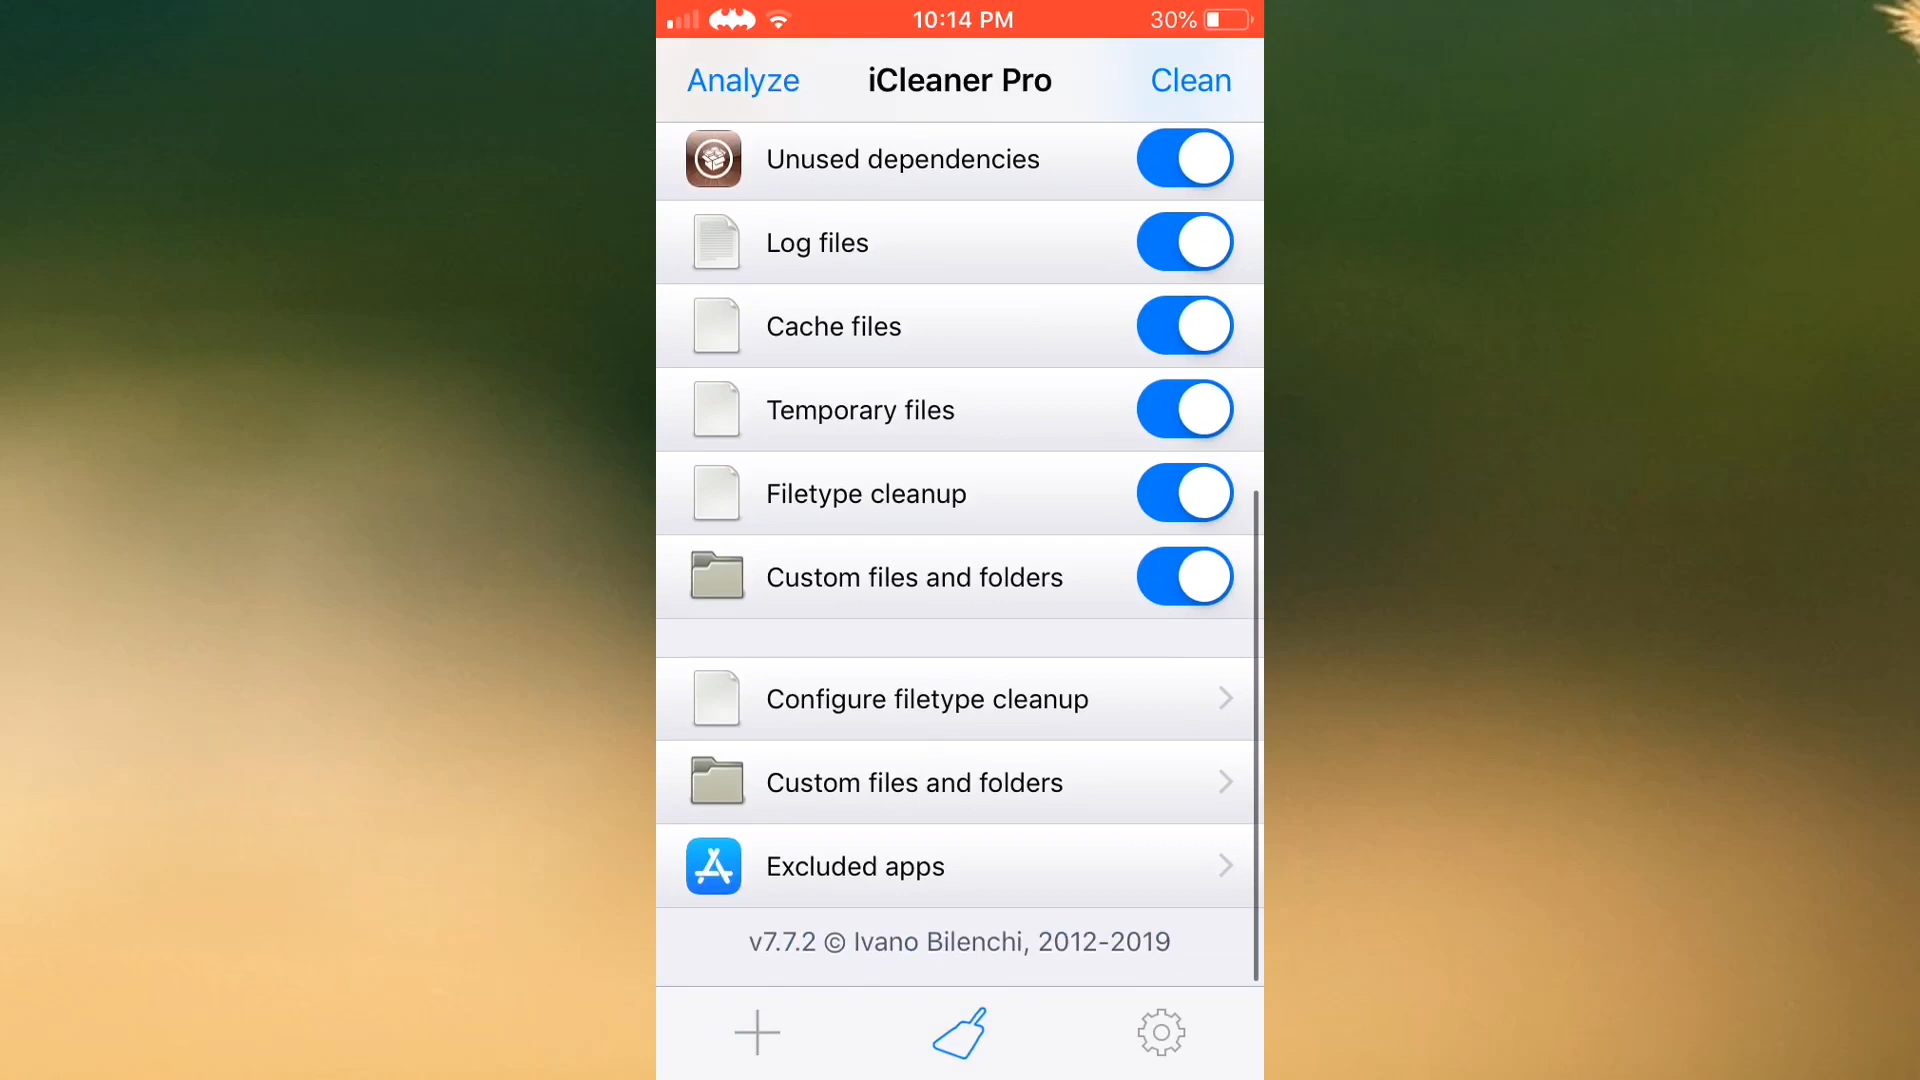 10:14 PM
30%
Analyze
iCleaner Pro
Clean
Unused dependencies
Log files
Cache files
Temporary files
Filetype cleanup
Custom files and folders
Configure filetype cleanup
Custom files and folders
Excluded apps
v7.7.2 © Ivano Bilenchi, 2012-2019